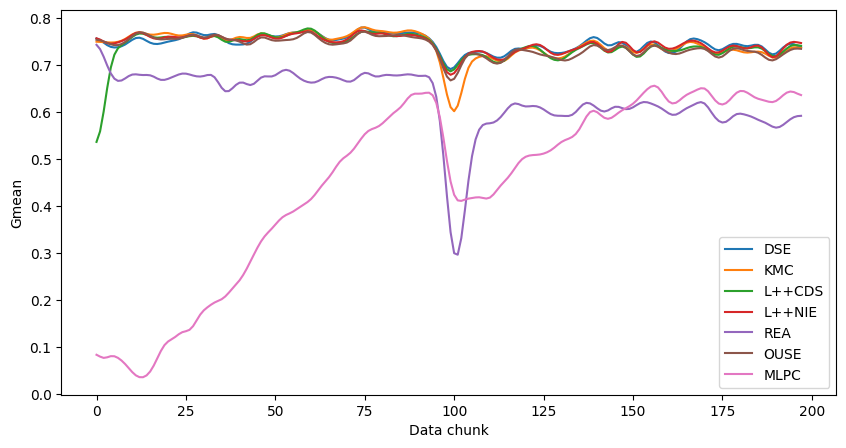 0.8
0.7
0.6
0.5
0.4
0.3
0.2
0.1
0.0
Gmean
0 25 50 75 100 125 150 175 200
Data chunk
DSE
KMC
L++CDS
L++NIE
REA
OUSE
MLPC